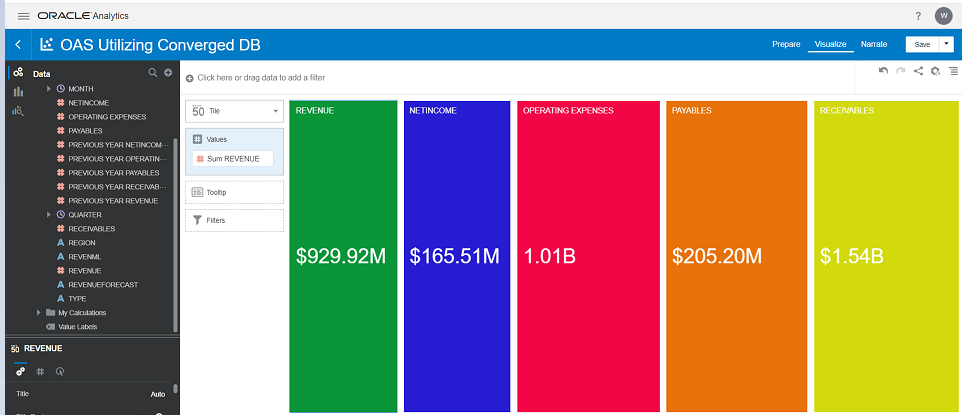 ORACLE Analytics
?
W
OAS Utilizing Converged DB
Prepare
Visualize
Narrate
Save
Data
Click here or drag data to add a filter
MONTH
NETINCOME
OPERATING EXPENSES
PAYABLES
PREVIOUS YEAR NETINCOM···
PREVIOUS YEAR OPERATIN···
PREVIOUS YEAR PAYABLES
PREVIOUS YEAR RECEIVAB···
PREVIOUS YEAR REVENUE
QUARTER
RECEIVABLES
A REGION
A REVENML
REVENUE
A REVENUEFORECAST
A TYPE
My Calculations
Value Labels
50 REVENUE
Title
Auto
50 Tile
Values
Sum REVENUE
Tooltip
Filters
REVENUE
$929.92M
NETINCOME
$165.51M
OPERATING EXPENSES
1.01B
PAYABLES
$205.20M
RECEIVABLES
$1.54B